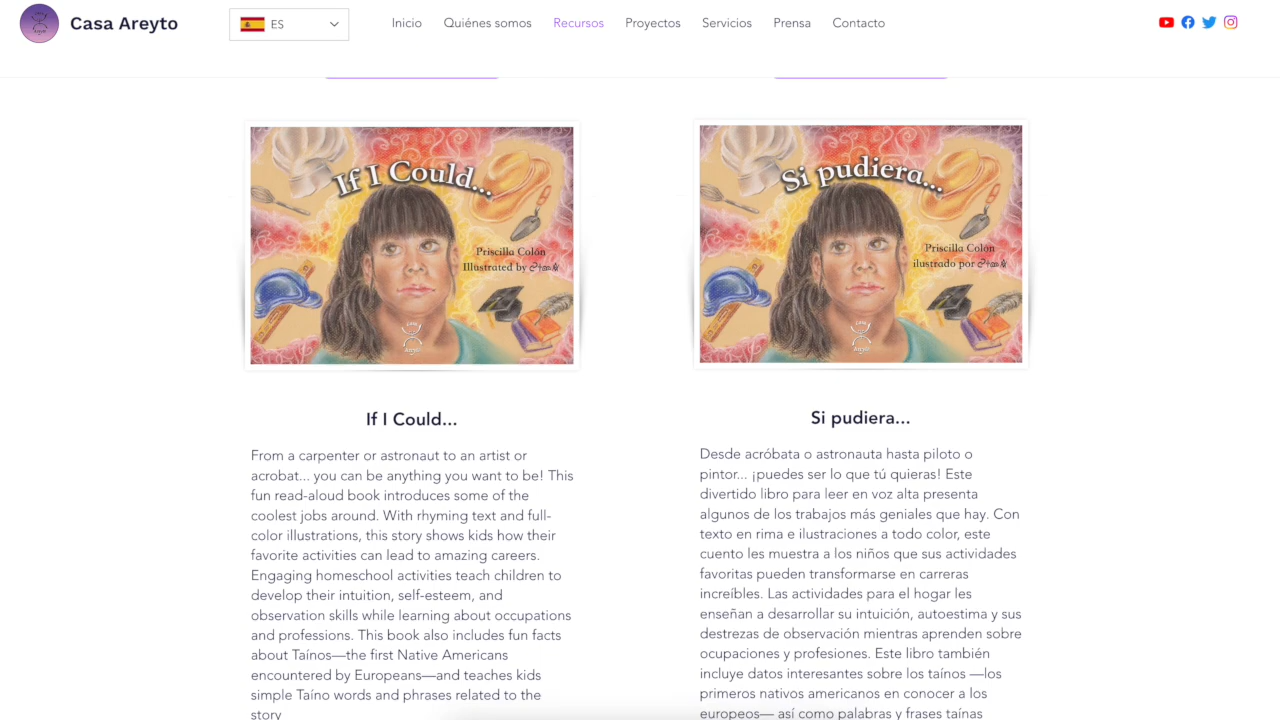 Casa Areyto
ES
Inicio
Quiénes somos
Recursos
Proyectos
Servicios
Prensa
Contacto
If I Could...
Priscilla Colón
Illustrated by
Casa
Areyto
If I Could...
From a carpenter or astronaut to an artist or
acrobat... you can be anything you want to be! This
fun read-aloud book introduces some of the
coolest jobs around. With rhyming text and full-
color illustrations, this story shows kids how their
favorite activities can lead to amazing careers.
Engaging homeschool activities teach children to
develop their intuition, self-esteem, and
observation skills while learning about occupations
and professions. This book also includes fun facts
about Taínos—the first Native Americans
encountered by Europeans—and teaches kids
simple Taíno words and phrases related to the
story
Si pudiera...
Priscilla Colón
ilustrado por
Casa
Areyto
Si pudiera...
Desde acróbata o astronauta hasta piloto o
pintor... ¡puedes ser lo que tú quieras! Este
divertido libro para leer en voz alta presenta
algunos de los trabajos más geniales que hay. Con
texto en rima e ilustraciones a todo color, este
cuento les muestra a los niños que sus actividades
favoritas pueden transformarse en carreras
increíbles. Las actividades para el hogar les
enseñan a desarrollar su intuición, autoestima y sus
destrezas de observación mientras aprenden sobre
ocupaciones y profesiones. Este libro también
incluye datos interesantes sobre los taínos —los
primeros nativos americanos en conocer a los
europeos— así como palabras y frases taínas